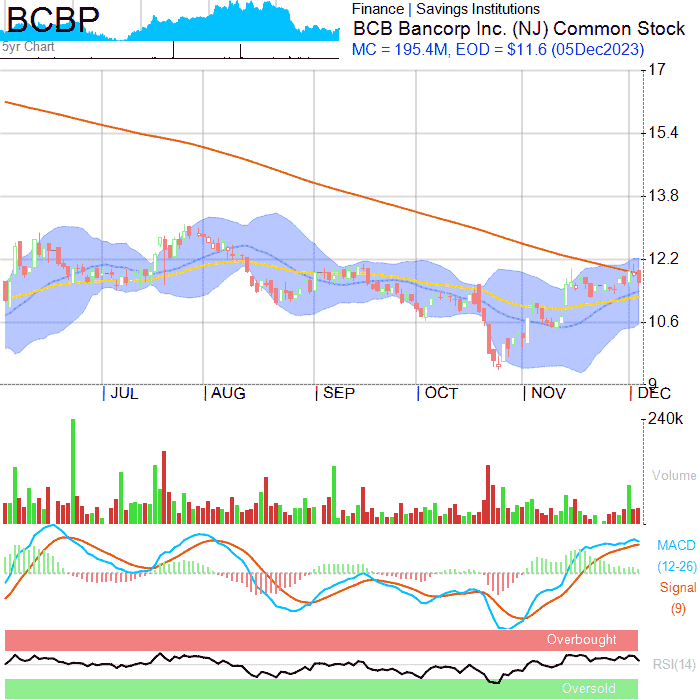 BCBP
5yr Chart
Finance | Savings Institutions
BCB Bancorp Inc. (NJ) Common Stock
MC = 195.4M, EOD = $11.6 (05Dec2023)
17
15.4
13.8
12.2
10.6
9
JUL
AUG
SEP
OCT
NOV
DEC
240k
Volume
MACD
(12-26)
Signal
(9)
Overbought
RSI(14)
Oversold